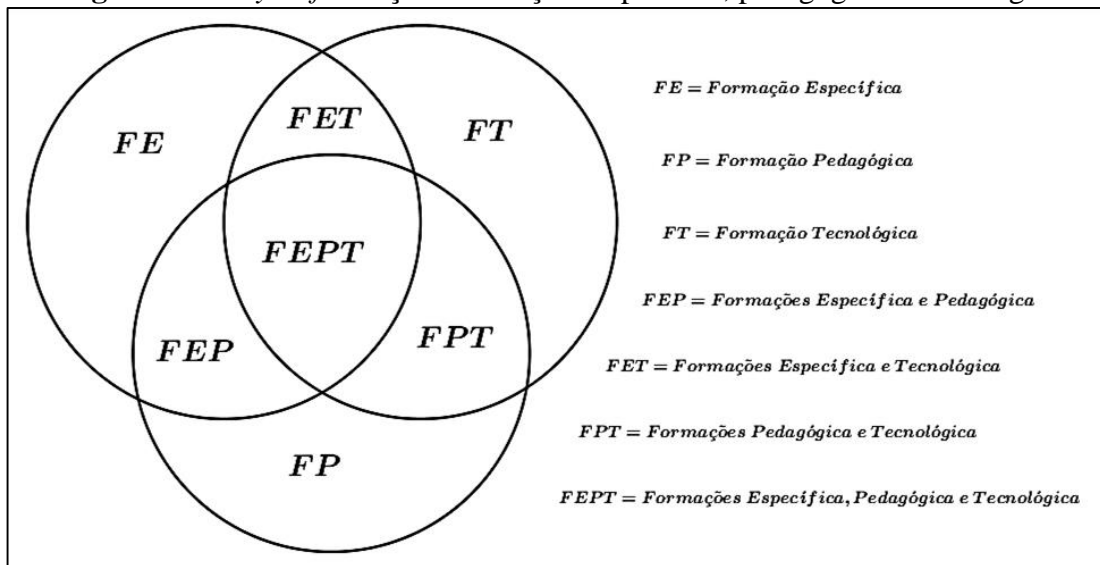 FE
FET
FT
FEPT
FEP
FPT
FP
FE = Formação Específica
FP = Formação Pedagógica
FT = Formação Tecnológica
FEP = Formações Específica e Pedagógica
FET = Formações Específica e Tecnológica
FPT = Formações Pedagógica e Tecnológica
FEPT = Formações Específica, Pedagógica e Tecnológica